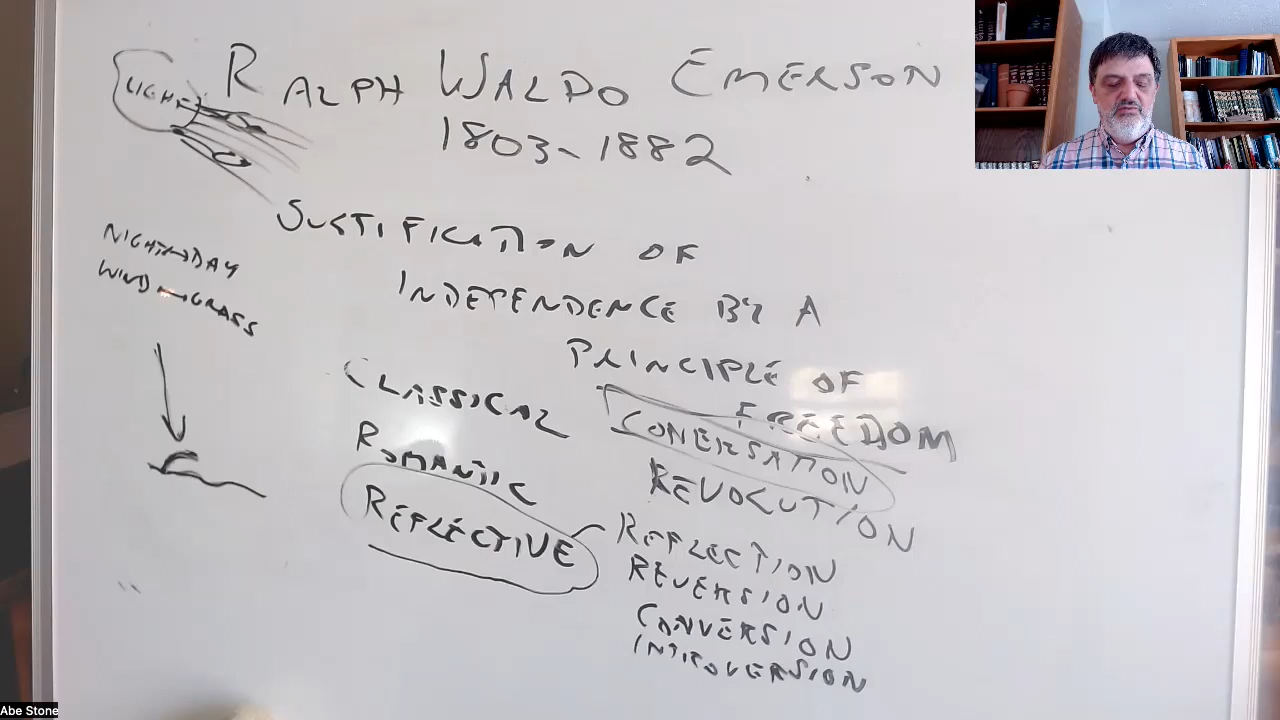 RALPH WALDO EMERSON
1803-1882
LIGHT
JUSTIFICATION OF
INDEPENDENCE BY A
PRINCIPLE OF
FREEDOM
NIGHT DAY
WIND GRASS
CLASSICAL
ROMANTIC
REFLECTIVE
CONERSATION
REVOLUTION
REFLECTION
REVERSION
CONVERSION
INTROVERSION
Abe Stone